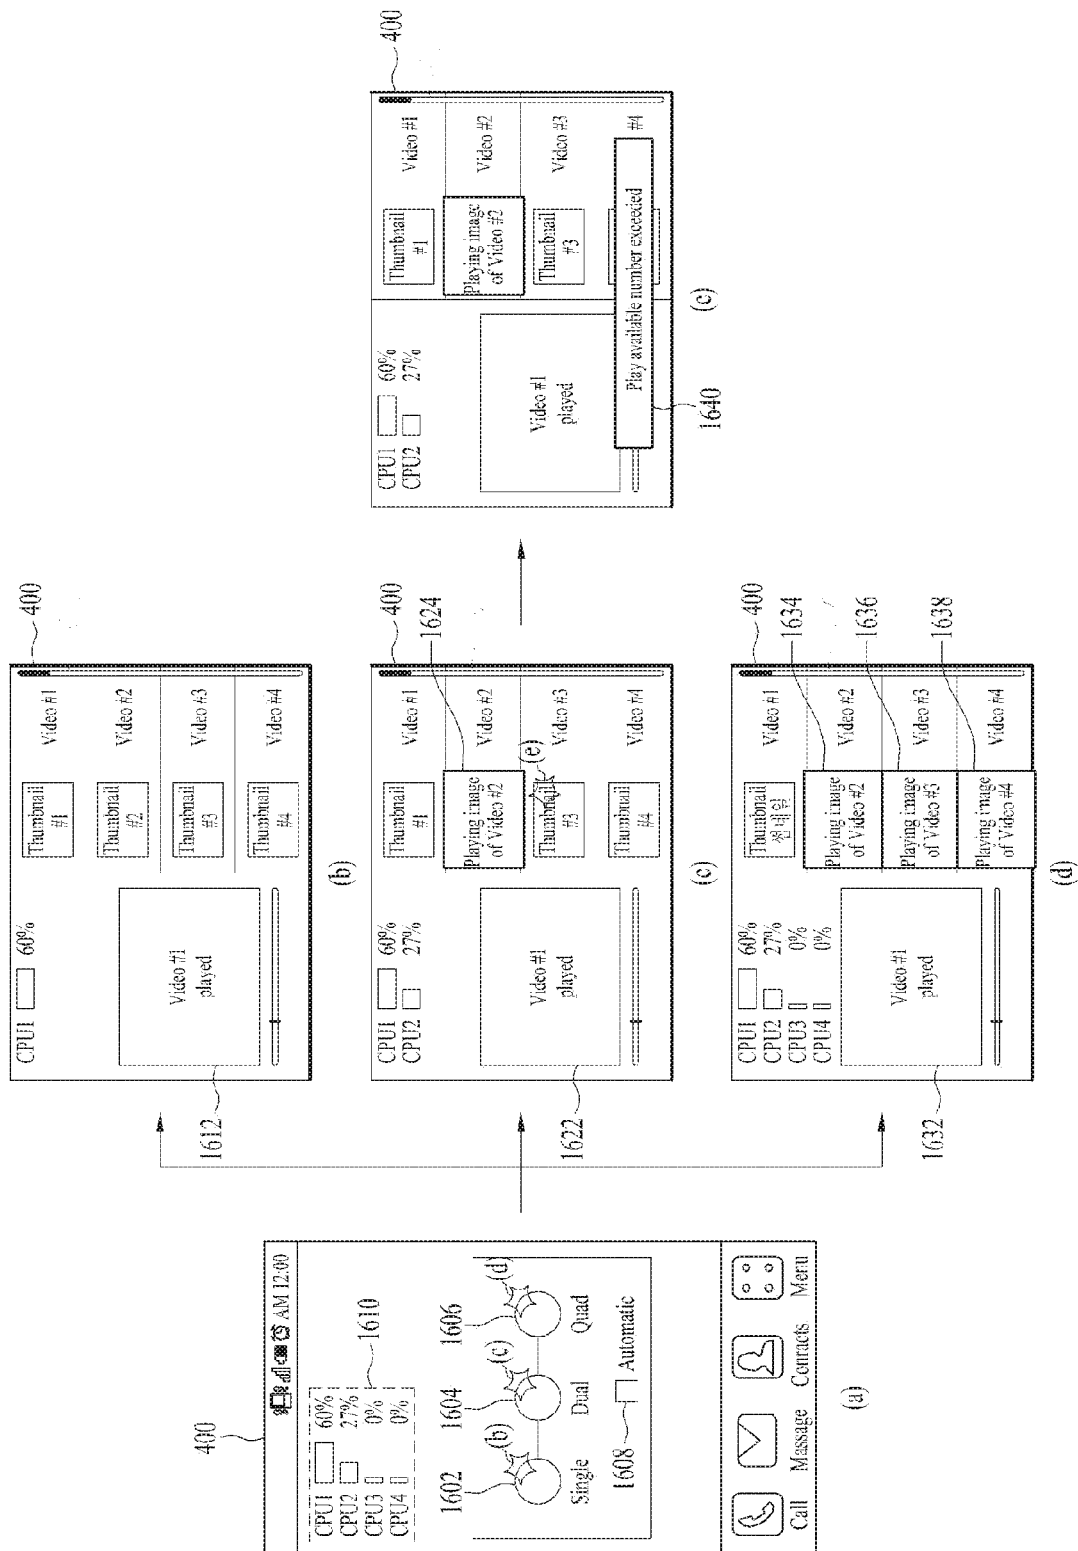 400
AM 12:00
CPU1 60%
CPU2 27%
CPU3 0%
CPU4 0%
1610
1602
1604
1606
(b)
(c)
(d)
Single
Dual
Quad
1608
Automatic
Call
Massage
Contracts
Menu
(a)
400
CPU1 60%
1612
Video #1
played
Thumbnail
#1
Video #1
Thumbnail
#2
Video #2
Thumbnail
#3
Video #3
Thumbnail
#4
Video #4
(b)
400
1624
CPU1 60%
CPU2 27%
1622
Video #1
played
Thumbnail
#1
Video #1
Playing image
of Video #2
Video #2
(e)
Thumbnail
#3
Video #3
Thumbnail
#4
Video #4
(c)
400
1634
1636
1638
CPU1 60%
CPU2 27%
CPU3 0%
CPU4 0%
1632
Video #1
played
Thumbnail
썸네일
Video #1
Playing image
of Video #2
Video #2
Playing image
of Video #3
Video #3
Playing image
of Video #4
Video #4
(d)
400
CPU1 60%
CPU2 27%
Video #1
played
Thumbnail
#1
Video #1
Playing image
of Video #2
Video #2
Thumbnail
#3
Video #3
#4
Play available number exceeded
1640
(e)